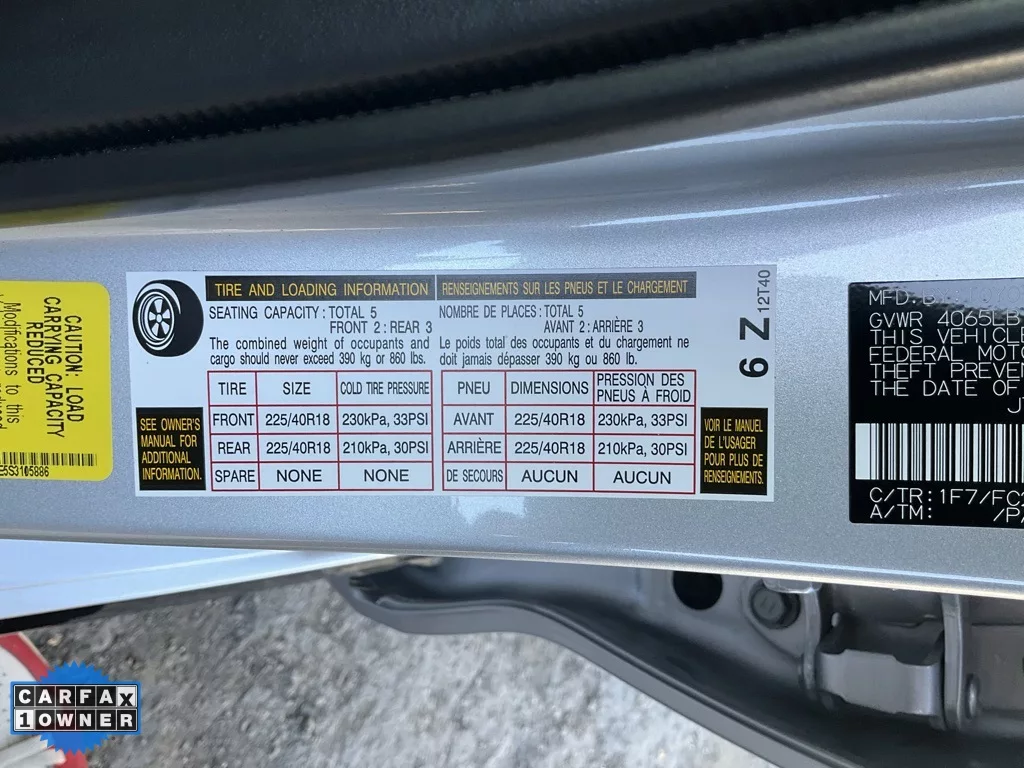 TIRE AND LOADING INFORMATION
RENSEIGNEMENTS SUR LES PNEUS ET LE CHARGEMENT
SEATING CAPACITY: TOTAL 5
FRONT 2: REAR 3
The combined weight of occupants and
cargo should never exceed 390 kg or 860 lbs.
NOMBRE DE PLACES: TOTAL 5
AVANT 2: ARRIÈRE 3
Le poids total des occupants et du chargement ne
doit jamais dépasser 390 kg ou 860 lb.
TIRE SIZE COLD TIRE PRESSURE
FRONT 225/40R18 230kPa, 33PSI
REAR 225/40R18 210kPa, 30PSI
SPARE NONE NONE
PNEU DIMENSIONS PRESSION DES PNEUS À FROID
AVANT 225/40R18 230kPa, 33PSI
ARRIÈRE 225/40R18 210kPa, 30PSI
DE SECOURS AUCUN AUCUN
SEE OWNER'S
MANUAL FOR
ADDITIONAL
INFORMATION.
VOIR LE MANUEL
DE L'USAGER
POUR PLUS DE
RENSEIGNEMENTS.
6 Z
12T40
CAUTION: LOAD
CARRYING CAPACITY
REDUCED
Modifications to this
E5S3105886
MFD.
GVWR 4065LB
THIS VEHICLE
FEDERAL MOTO
THEFT PREVEN
THE DATE OF
C/TR:1F7/FC
A/TM: /P
CARFAX
1 OWNER